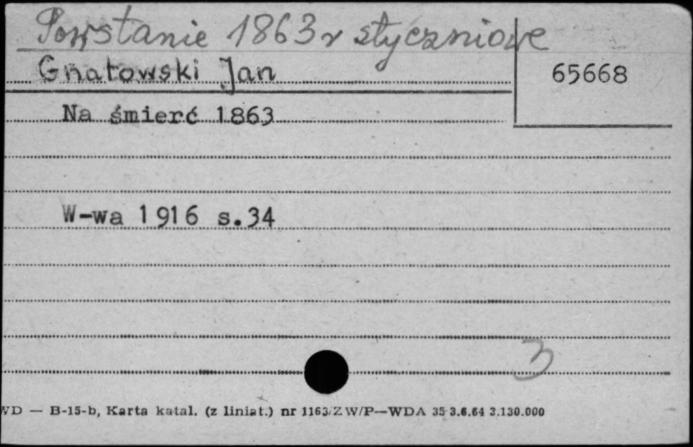 Powstanie 1863 r styczniowe
Gnatowski Jan
65668
Na śmierć 1863
W-wa 1916 s.34
3
WD — B-15-b, Karta katal. (z liniat.) nr 1163/ZW/P—WDA 35 3.6.64 3.130.000